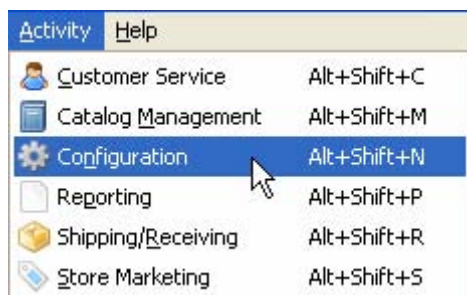 Activity Help
Customer Service Alt+Shift+C
Catalog Management Alt+Shift+M
Configuration Alt+Shift+N
Reporting Alt+Shift+P
Shipping/Receiving Alt+Shift+R
Store Marketing Alt+Shift+S